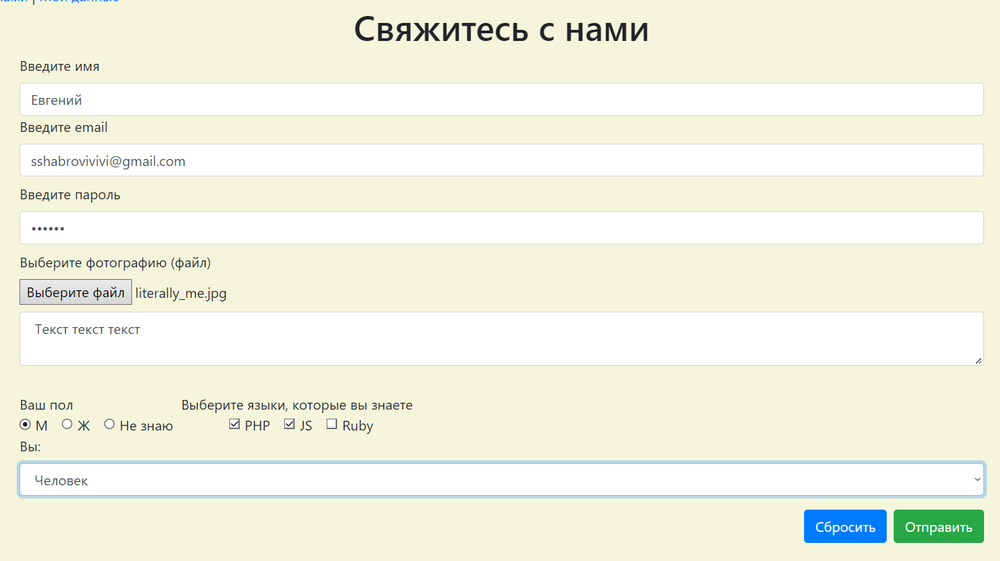 нами | Мои данные
Свяжитесь с нами
Введите имя
Евгений
Введите email
sshabrovivivi@gmail.com
Введите пароль
••••••
Выберите фотографию (файл)
Выберите файл literally_me.jpg
Текст текст текст
Ваш пол Выберите языки, которые вы знаете
М Ж Не знаю PHP JS Ruby
Вы:
Человек
Сбросить Отправить